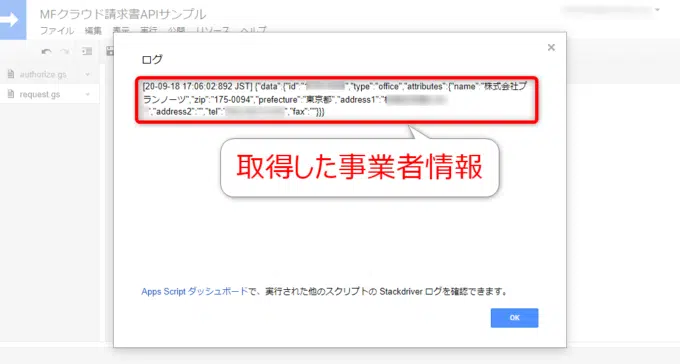 MFクラウド請求書APIサンプル
ファイル 編集 表示 実行 公開 リソース ヘルプ
authorize.gs
request.gs
ログ
[20-09-18 17:06:02:892 JST] {"data":{"id":" ","type":"office","attributes":{"name":"株式会社プ
ランノーツ","zip":"175-0094","prefecture":"東京都","address1":"
","address2":"","tel":" ","fax":""}}}
取得した事業者情報
Apps Script ダッシュボードで、実行された他のスクリプトの Stackdriver ログを確認できます。
OK